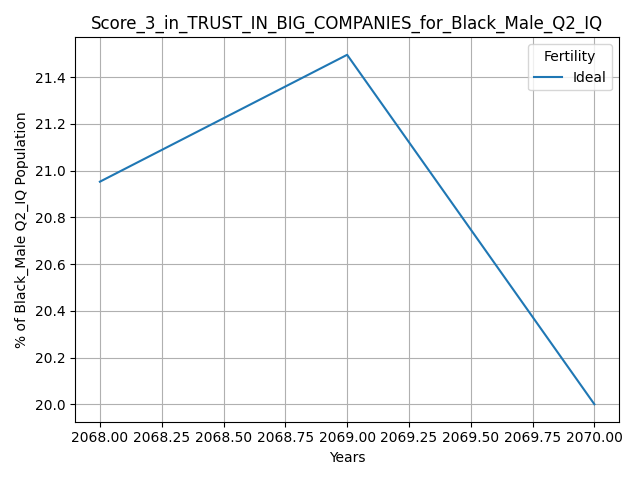 Score_3_in_TRUST_IN_BIG_COMPANIES_for_Black_Male_Q2_IQ
Fertility
Ideal
% of Black_Male Q2_IQ Population
21.4
21.2
21.0
20.8
20.6
20.4
20.2
20.0
2068.00 2068.25 2068.50 2068.75 2069.00 2069.25 2069.50 2069.75 2070.00
Years